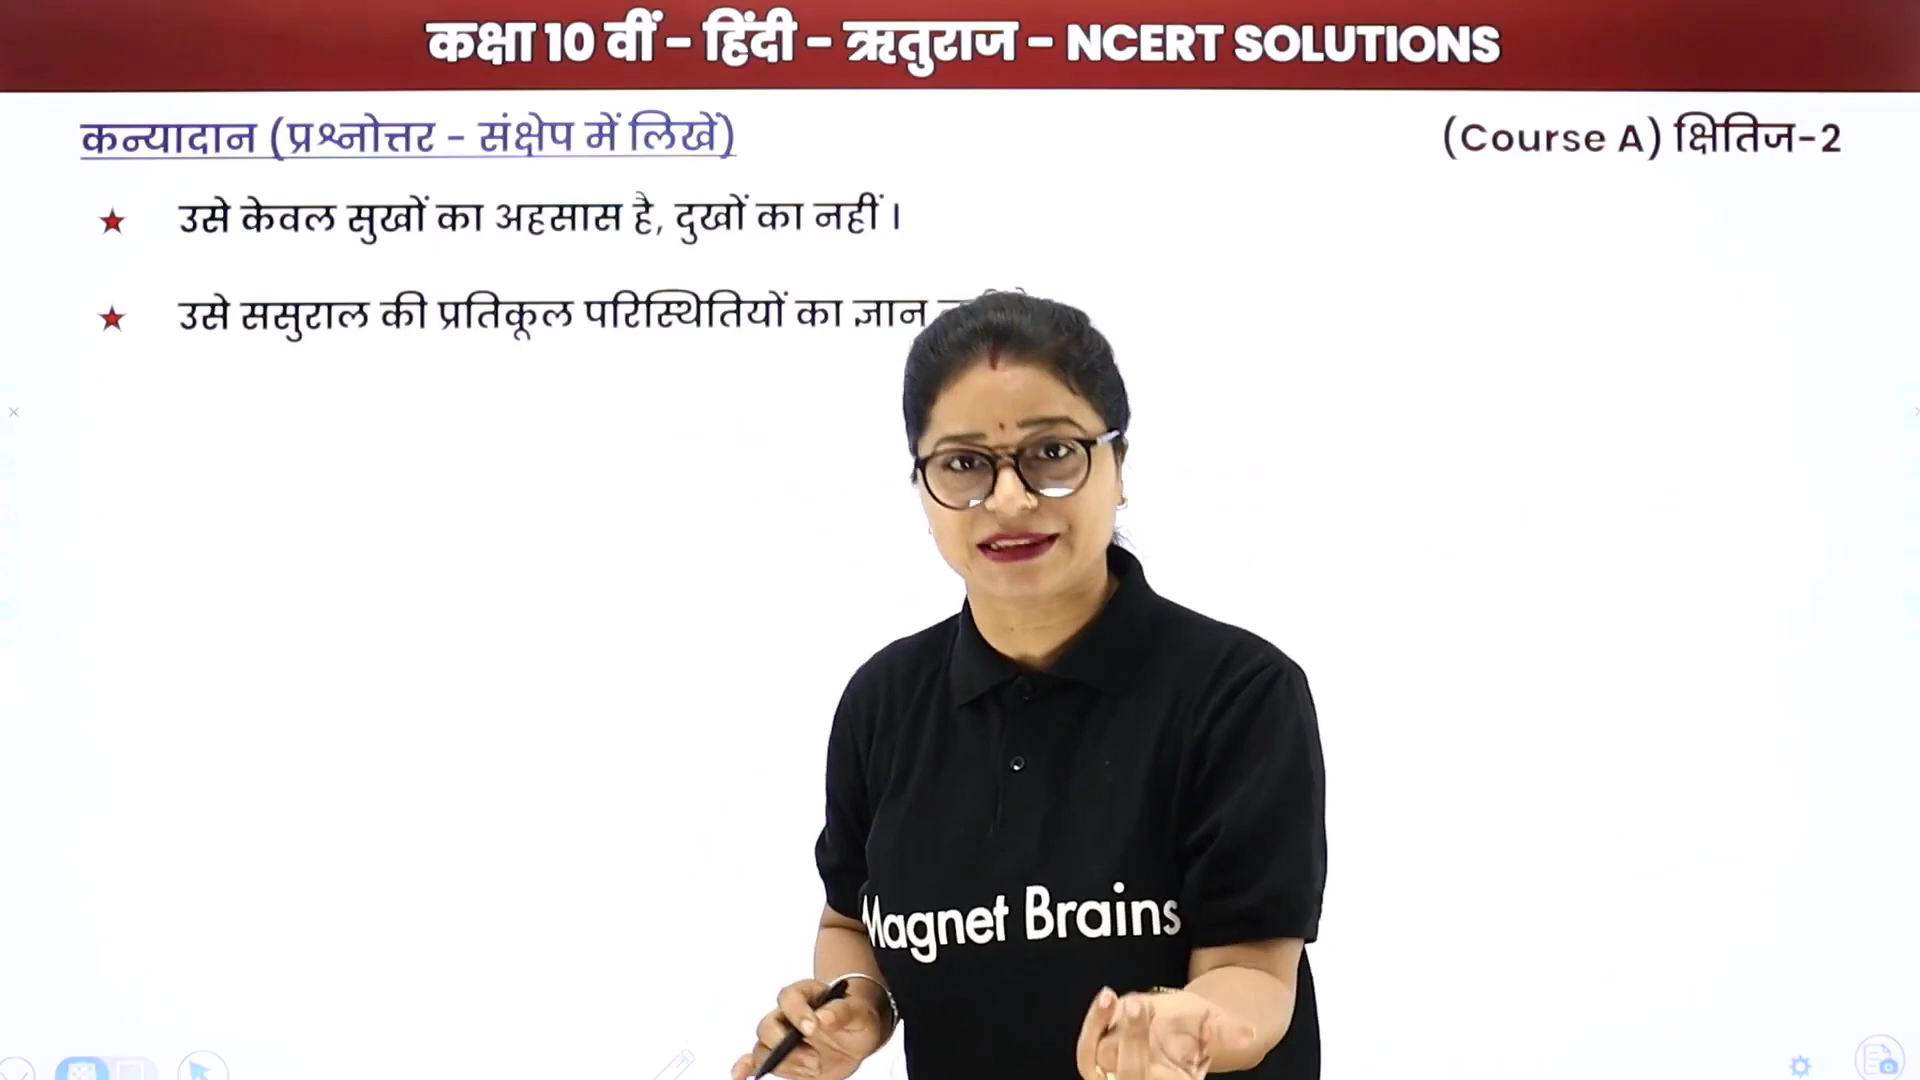 कक्षा 10 वीं - हिंदी - ऋतुराज - NCERT SOLUTIONS
कन्यादान (प्रश्नोत्तर - संक्षेप में लिखें)
(Course A) क्षितिज-2
उसे केवल सुखों का अहसास है, दुखों का नहीं ।
उसे ससुराल की प्रतिकूल परिस्थितियों का ज्ञान
Magnet Brains